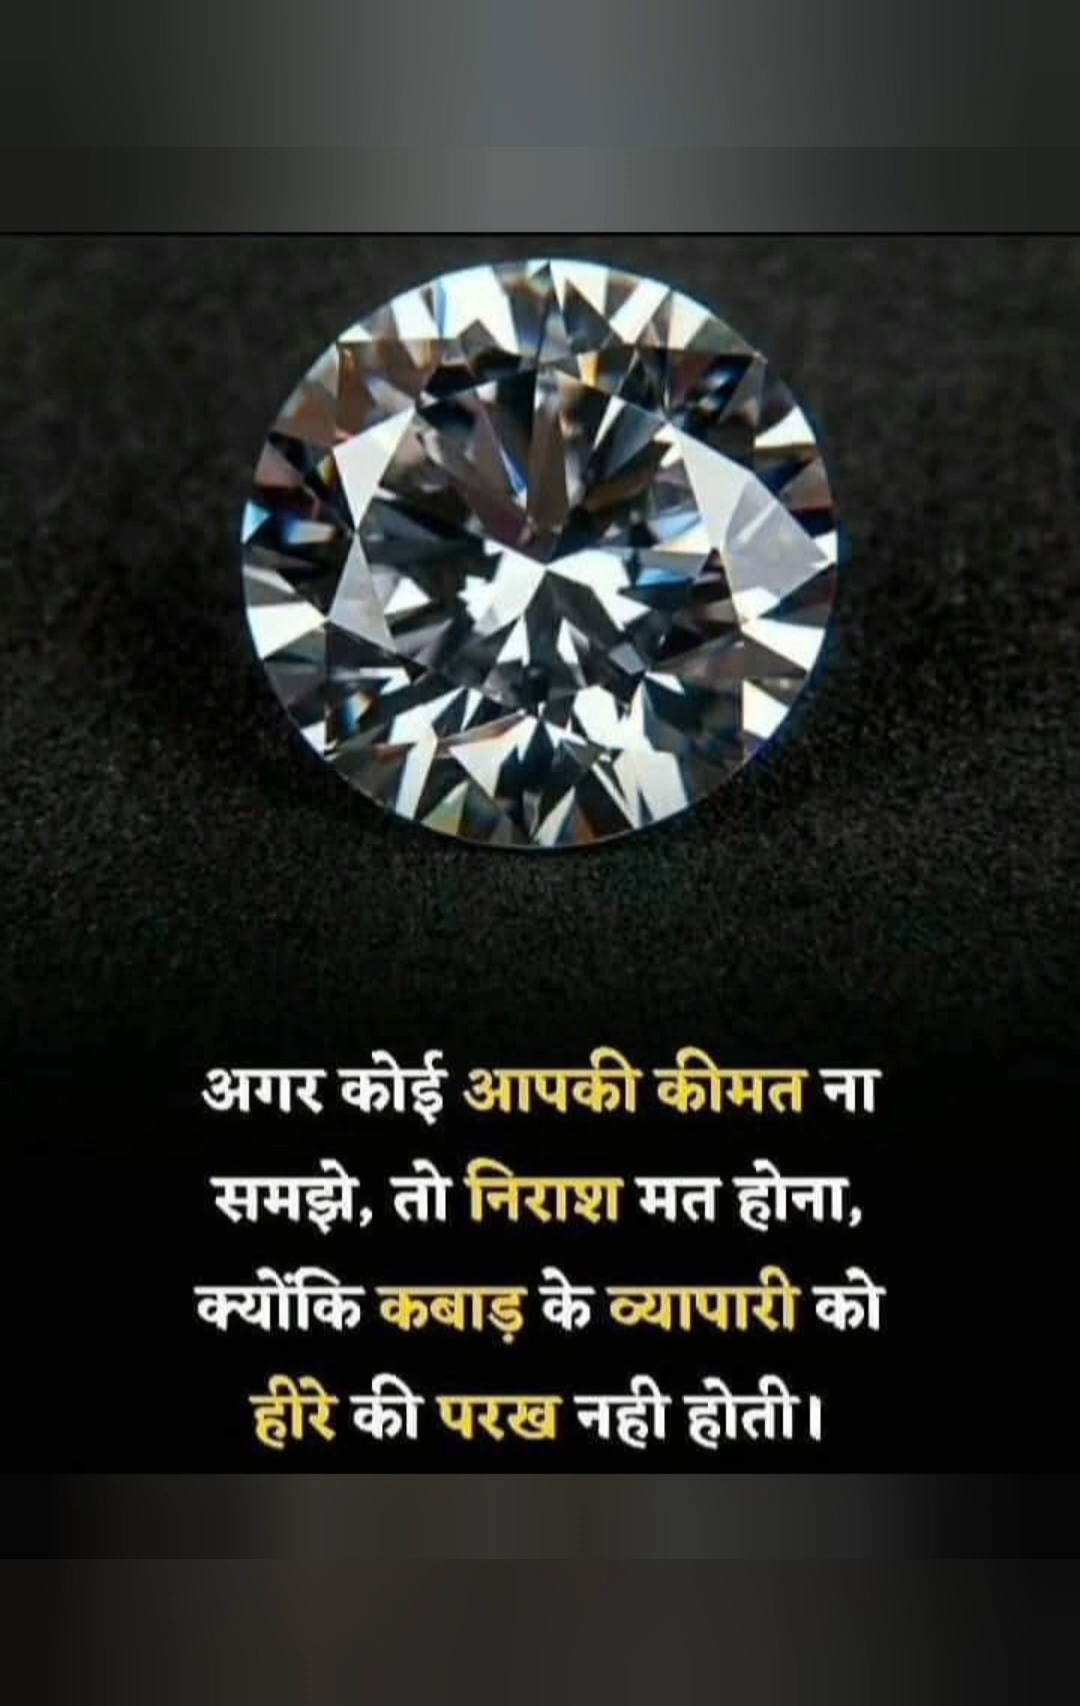 अगर कोई आपकी कीमत ना
समझे, तो निराश मत होना,
क्योंकि कबाड़ के व्यापारी को
हीरे की परख नही होती।